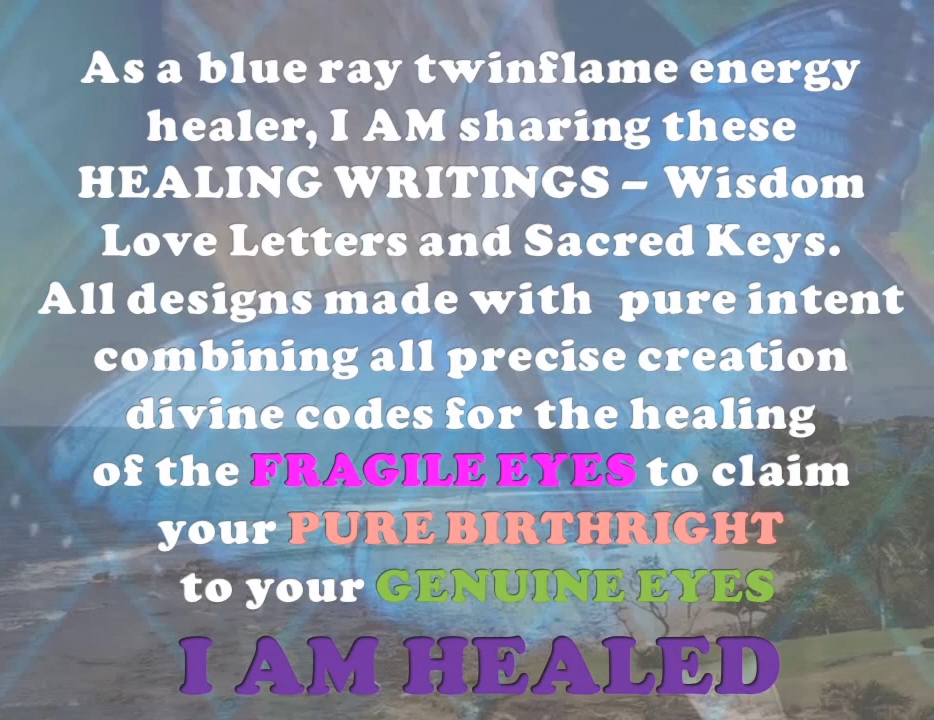 As a blue ray twinflame energy
healer, I AM sharing these
HEALING WRITINGS – Wisdom
Love Letters and Sacred Keys.
All designs made with pure intent
combining all precise creation
divine codes for the healing
of the FRAGILE EYES to claim
your PURE BIRTHRIGHT
to your GENUINE EYES
I AM HEALED